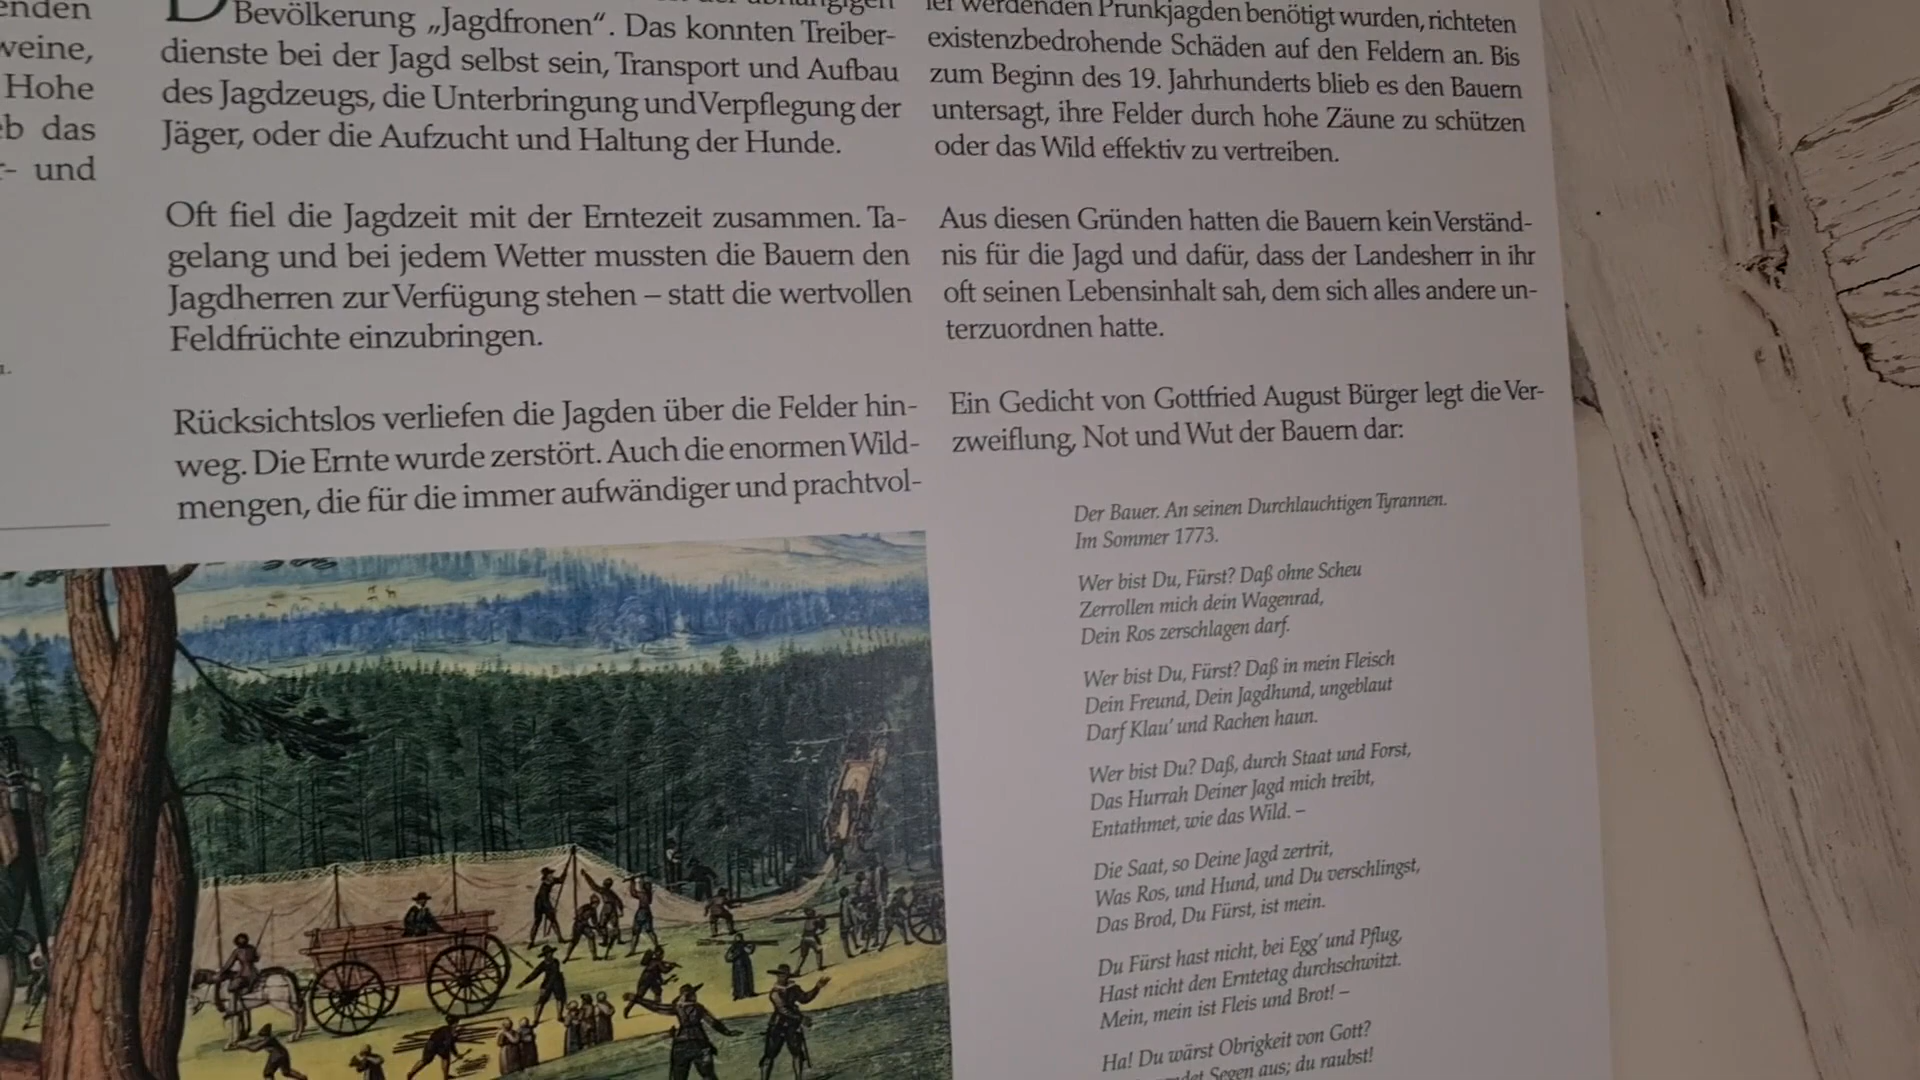 enden
weine,
Hohe
eb das
r- und
Bevölkerung „Jagdfronen“. Das konnten Treiber-
dienste bei der Jagd selbst sein, Transport und Aufbau
des Jagdzeugs, die Unterbringung und Verpflegung der
Jäger, oder die Aufzucht und Haltung der Hunde.
Oft fiel die Jagdzeit mit der Erntezeit zusammen. Ta-
gelang und bei jedem Wetter mussten die Bauern den
Jagdherren zur Verfügung stehen – statt die wertvollen
Feldfrüchte einzubringen.
Rücksichtslos verliefen die Jagden über die Felder hin-
weg. Die Ernte wurde zerstört. Auch die enormen Wild-
mengen, die für die immer aufwändiger und prachtvol-
ler werdenden Prunkjagden benötigt wurden, richteten
existenzbedrohende Schäden auf den Feldern an. Bis
zum Beginn des 19. Jahrhunderts blieb es den Bauern
untersagt, ihre Felder durch hohe Zäune zu schützen
oder das Wild effektiv zu vertreiben.
Aus diesen Gründen hatten die Bauern kein Verständ-
nis für die Jagd und dafür, dass der Landesherr in ihr
oft seinen Lebensinhalt sah, dem sich alles andere un-
terzuordnen hatte.
Ein Gedicht von Gottfried August Bürger legt die Ver-
zweiflung, Not und Wut der Bauern dar:
Der Bauer. An seinen Durchlauchtigen Tyrannen.
Im Sommer 1773.
Wer bist Du, Fürst? Daß ohne Scheu
Zerrollen mich dein Wagenrad,
Dein Ros zerschlagen darf.
Wer bist Du, Fürst? Daß in mein Fleisch
Dein Freund, Dein Jagdhund, ungeblaut
Darf Klau' und Rachen haun.
Wer bist Du? Daß, durch Staat und Forst,
Das Hurrah Deiner Jagd mich treibt,
Entathmet, wie das Wild. –
Die Saat, so Deine Jagd zertrit,
Was Ros, und Hund, und Du verschlingst,
Das Brod, Du Fürst, ist mein.
Du Fürst hast nicht, bei Egg' und Pflug,
Hast nicht den Erntetag durchschwitzt.
Mein, mein ist Fleis und Brot! –
Ha! Du wärst Obrigkeit von Gott?
Segen aus; du raubst!